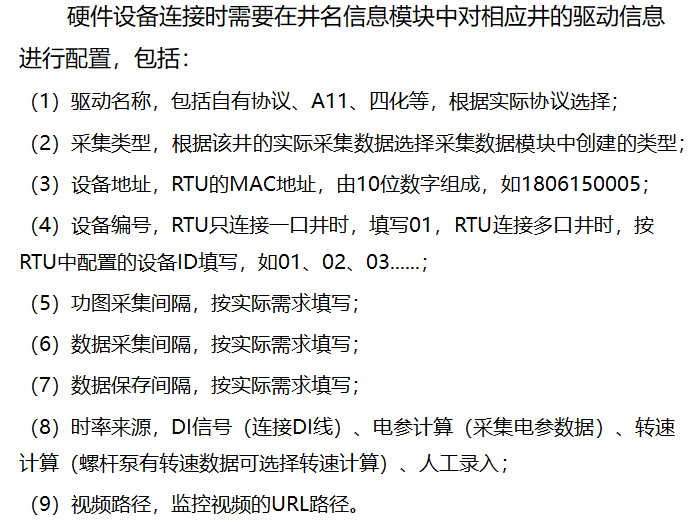 硬件设备连接时需要在井名信息模块中对相应井的驱动信息
进行配置，包括：
（1）驱动名称，包括自有协议、A11、四化等，根据实际协议选择；
（2）采集类型，根据该井的实际采集数据选择采集数据模块中创建的类型；
（3）设备地址，RTU的MAC地址，由10位数字组成，如1806150005；
（4）设备编号，RTU只连接一口井时，填写01，RTU连接多口井时，按
RTU中配置的设备ID填写，如01、02、03......；
（5）功图采集间隔，按实际需求填写；
（6）数据采集间隔，按实际需求填写；
（7）数据保存间隔，按实际需求填写；
（8）时率来源，DI信号（连接DI线）、电参计算（采集电参数据）、转速
计算（螺杆泵有转速数据可选择转速计算）、人工录入；
（9）视频路径，监控视频的URL路径。